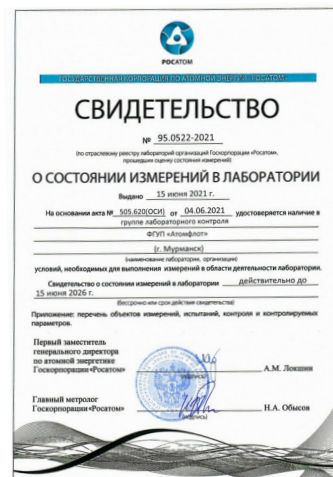 РОСАТОМ
ГОСУДАРСТВЕННАЯ КОРПОРАЦИЯ ПО АТОМНОЙ ЭНЕРГИИ «РОСАТОМ»
СВИДЕТЕЛЬСТВО
№ 95.0522-2021
(по отраслевому реестру лабораторий организаций Госкорпорации «Росатом»,
прошедших оценку состояния измерений)
О СОСТОЯНИИ ИЗМЕРЕНИЙ В ЛАБОРАТОРИИ
Выдано 15 июня 2021 г.
На основании акта № 505.620(ОСИ) от 04.06.2021 удостоверяется наличие в
группе лабораторного контроля
ФГУП «Атомфлот»
(г. Мурманск)
(наименование лаборатории, организации)
условий, необходимых для выполнения измерений в области деятельности лаборатории.
Свидетельство о состоянии измерений в лаборатории действительно до
15 июня 2026 г.
(бессрочно или срок действия свидетельства)
Приложение: перечень объектов измерений, испытаний, контроля и контролируемых
параметров.
Первый заместитель
генерального директора
по атомной энергетике
Госкорпорации «Росатом» А.М. Локшин
(подпись)
Главный метролог
Госкорпорации «Росатом» Н.А. Обысов
(подпись)